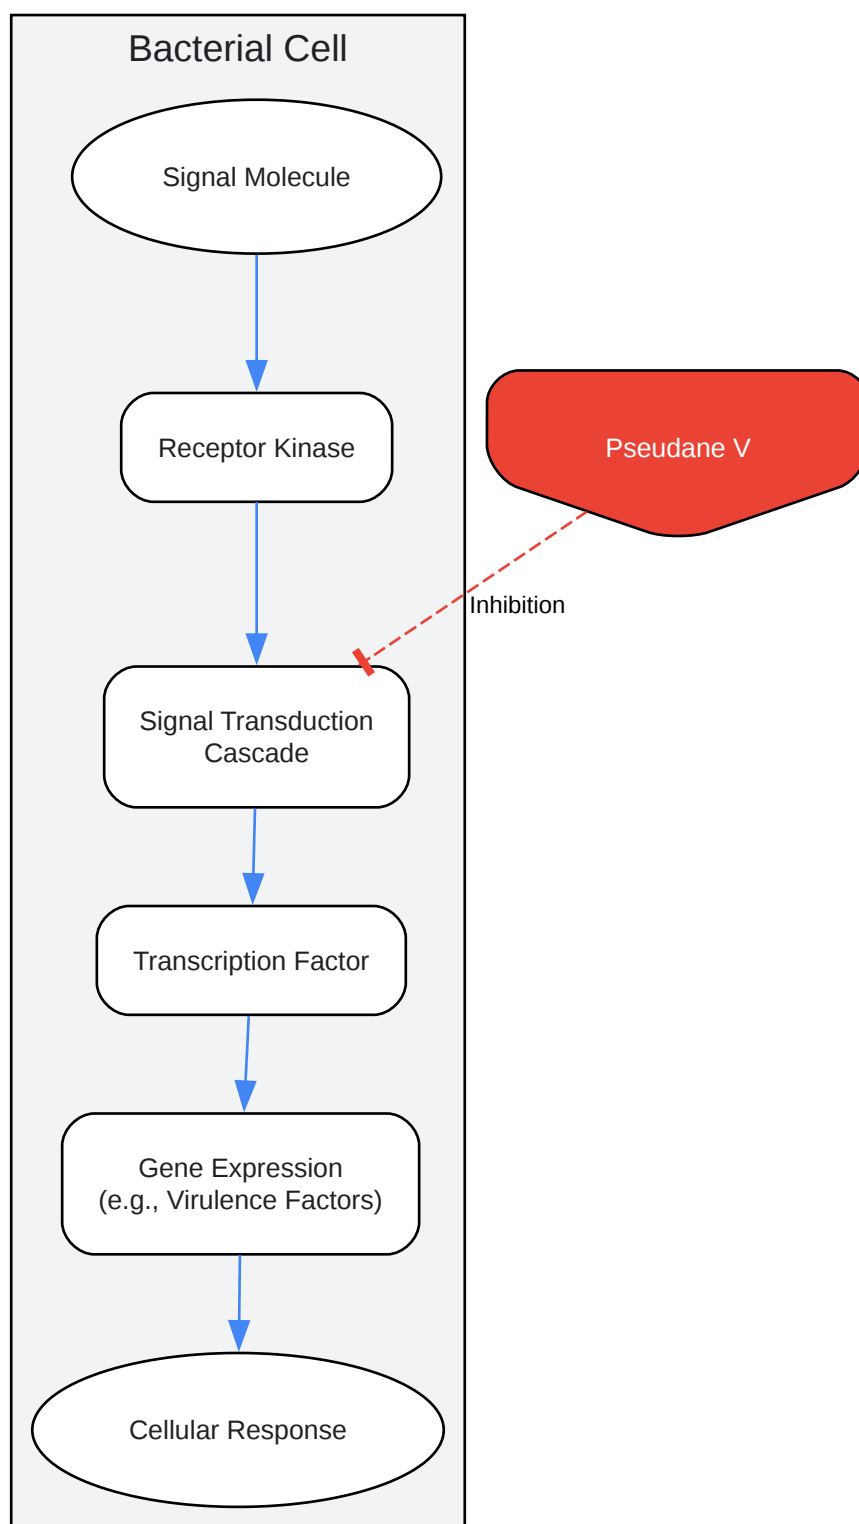 Bacterial Cell
Signal Molecule
Receptor Kinase
Pseudane V
Inhibition
Signal Transduction
Cascade
Transcription Factor
Gene Expression
(e.g., Virulence Factors)
Cellular Response